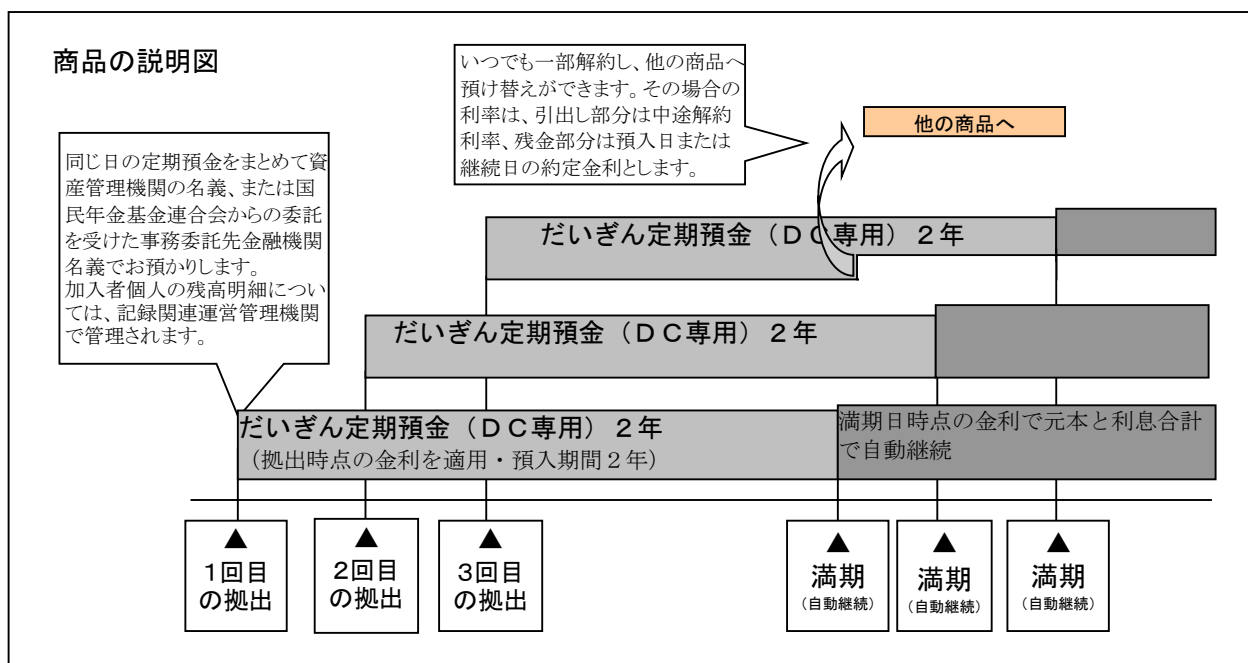 商品の説明図
いつでも一部解約し、他の商品へ
預け替えができます。その場合の
利率は、引出し部分は中途解約
利率、残金部分は預入日または
継続日の約定金利とします。
他の商品へ
同じ日の定期預金をまとめて資
産管理機関の名義、または国
民年金基金連合会からの委託
を受けた事務委託先金融機関
名義でお預かりします。
加入者個人の残高明細につい
ては、記録関連運営管理機関
で管理されます。
だいぎん定期預金(DC専用)2年
だいぎん定期預金(DC専用)2年
だいぎん定期預金(DC専用)2年
(拠出時点の金利を適用・預入期間2年)
満期日時点の金利で元本と利息合計
で自動継続
▲
1回目
の拠出
▲
2回目
の拠出
▲
3回目
の拠出
▲
満期
(自動継続)
▲
満期
(自動継続)
▲
満期
(自動継続)